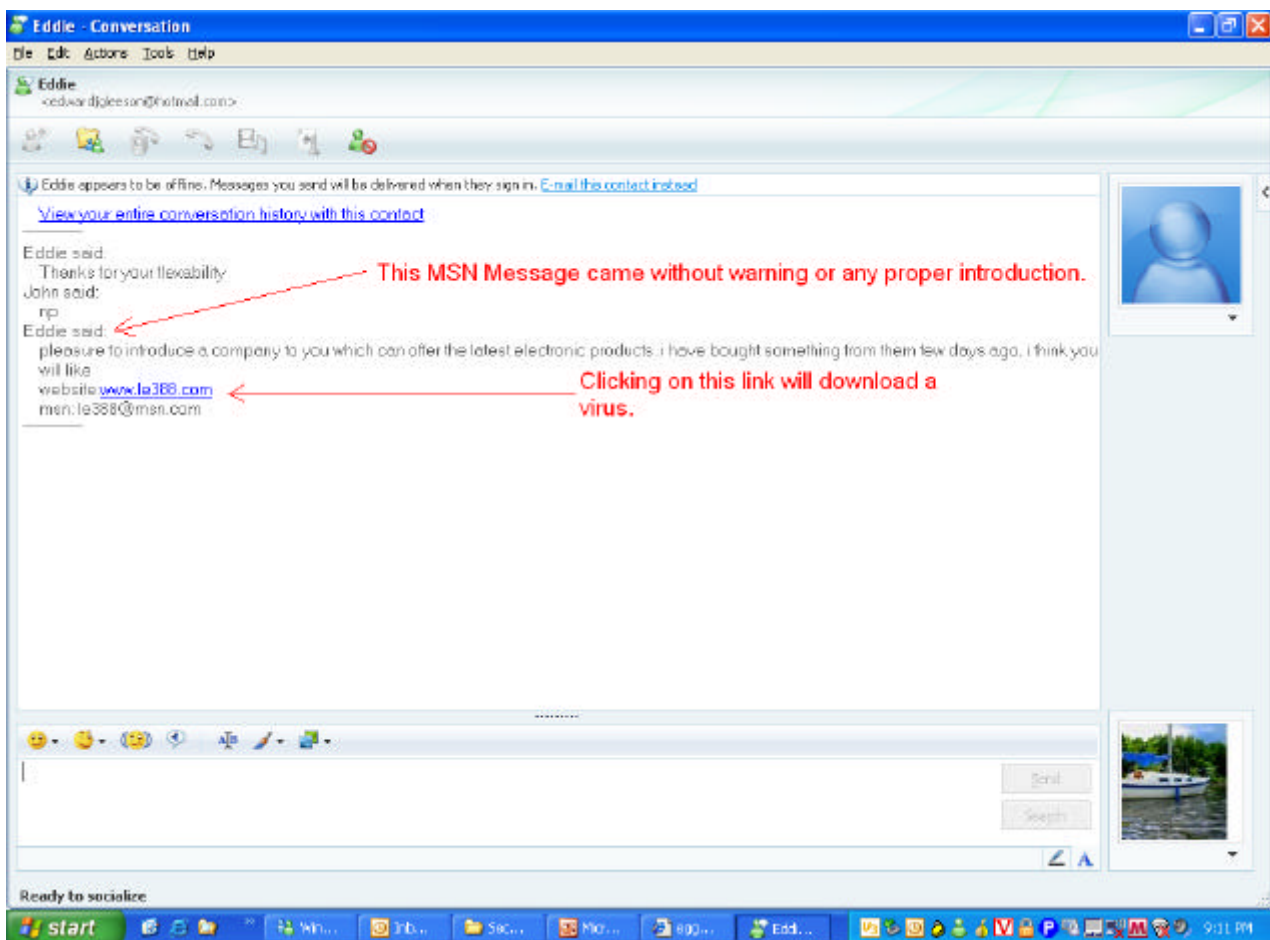 Eddie - Conversation
File Edit Actions Tools Help
Eddie
<edwardjgleeson@hotmail.com>
Eddie appears to be offline. Messages you send will be delivered when they sign in. E-mail this contact instead
View your entire conversation history with this contact
Eddie said:
Thanks for your flexability
This MSN Message came without warning or any proper introduction.
John said:
np
Eddie said:
pleasure to introduce a company to you which can offer the latest electronic products. i have bought something from them few days ago, i think you
will like
website:www.le388.com
Clicking on this link will download a
virus.
msn: le388@msn.com
Send
Search
Ready to socialize
start
Win...
Inb...
Sec...
Micr...
Eddi...
9:11 PM